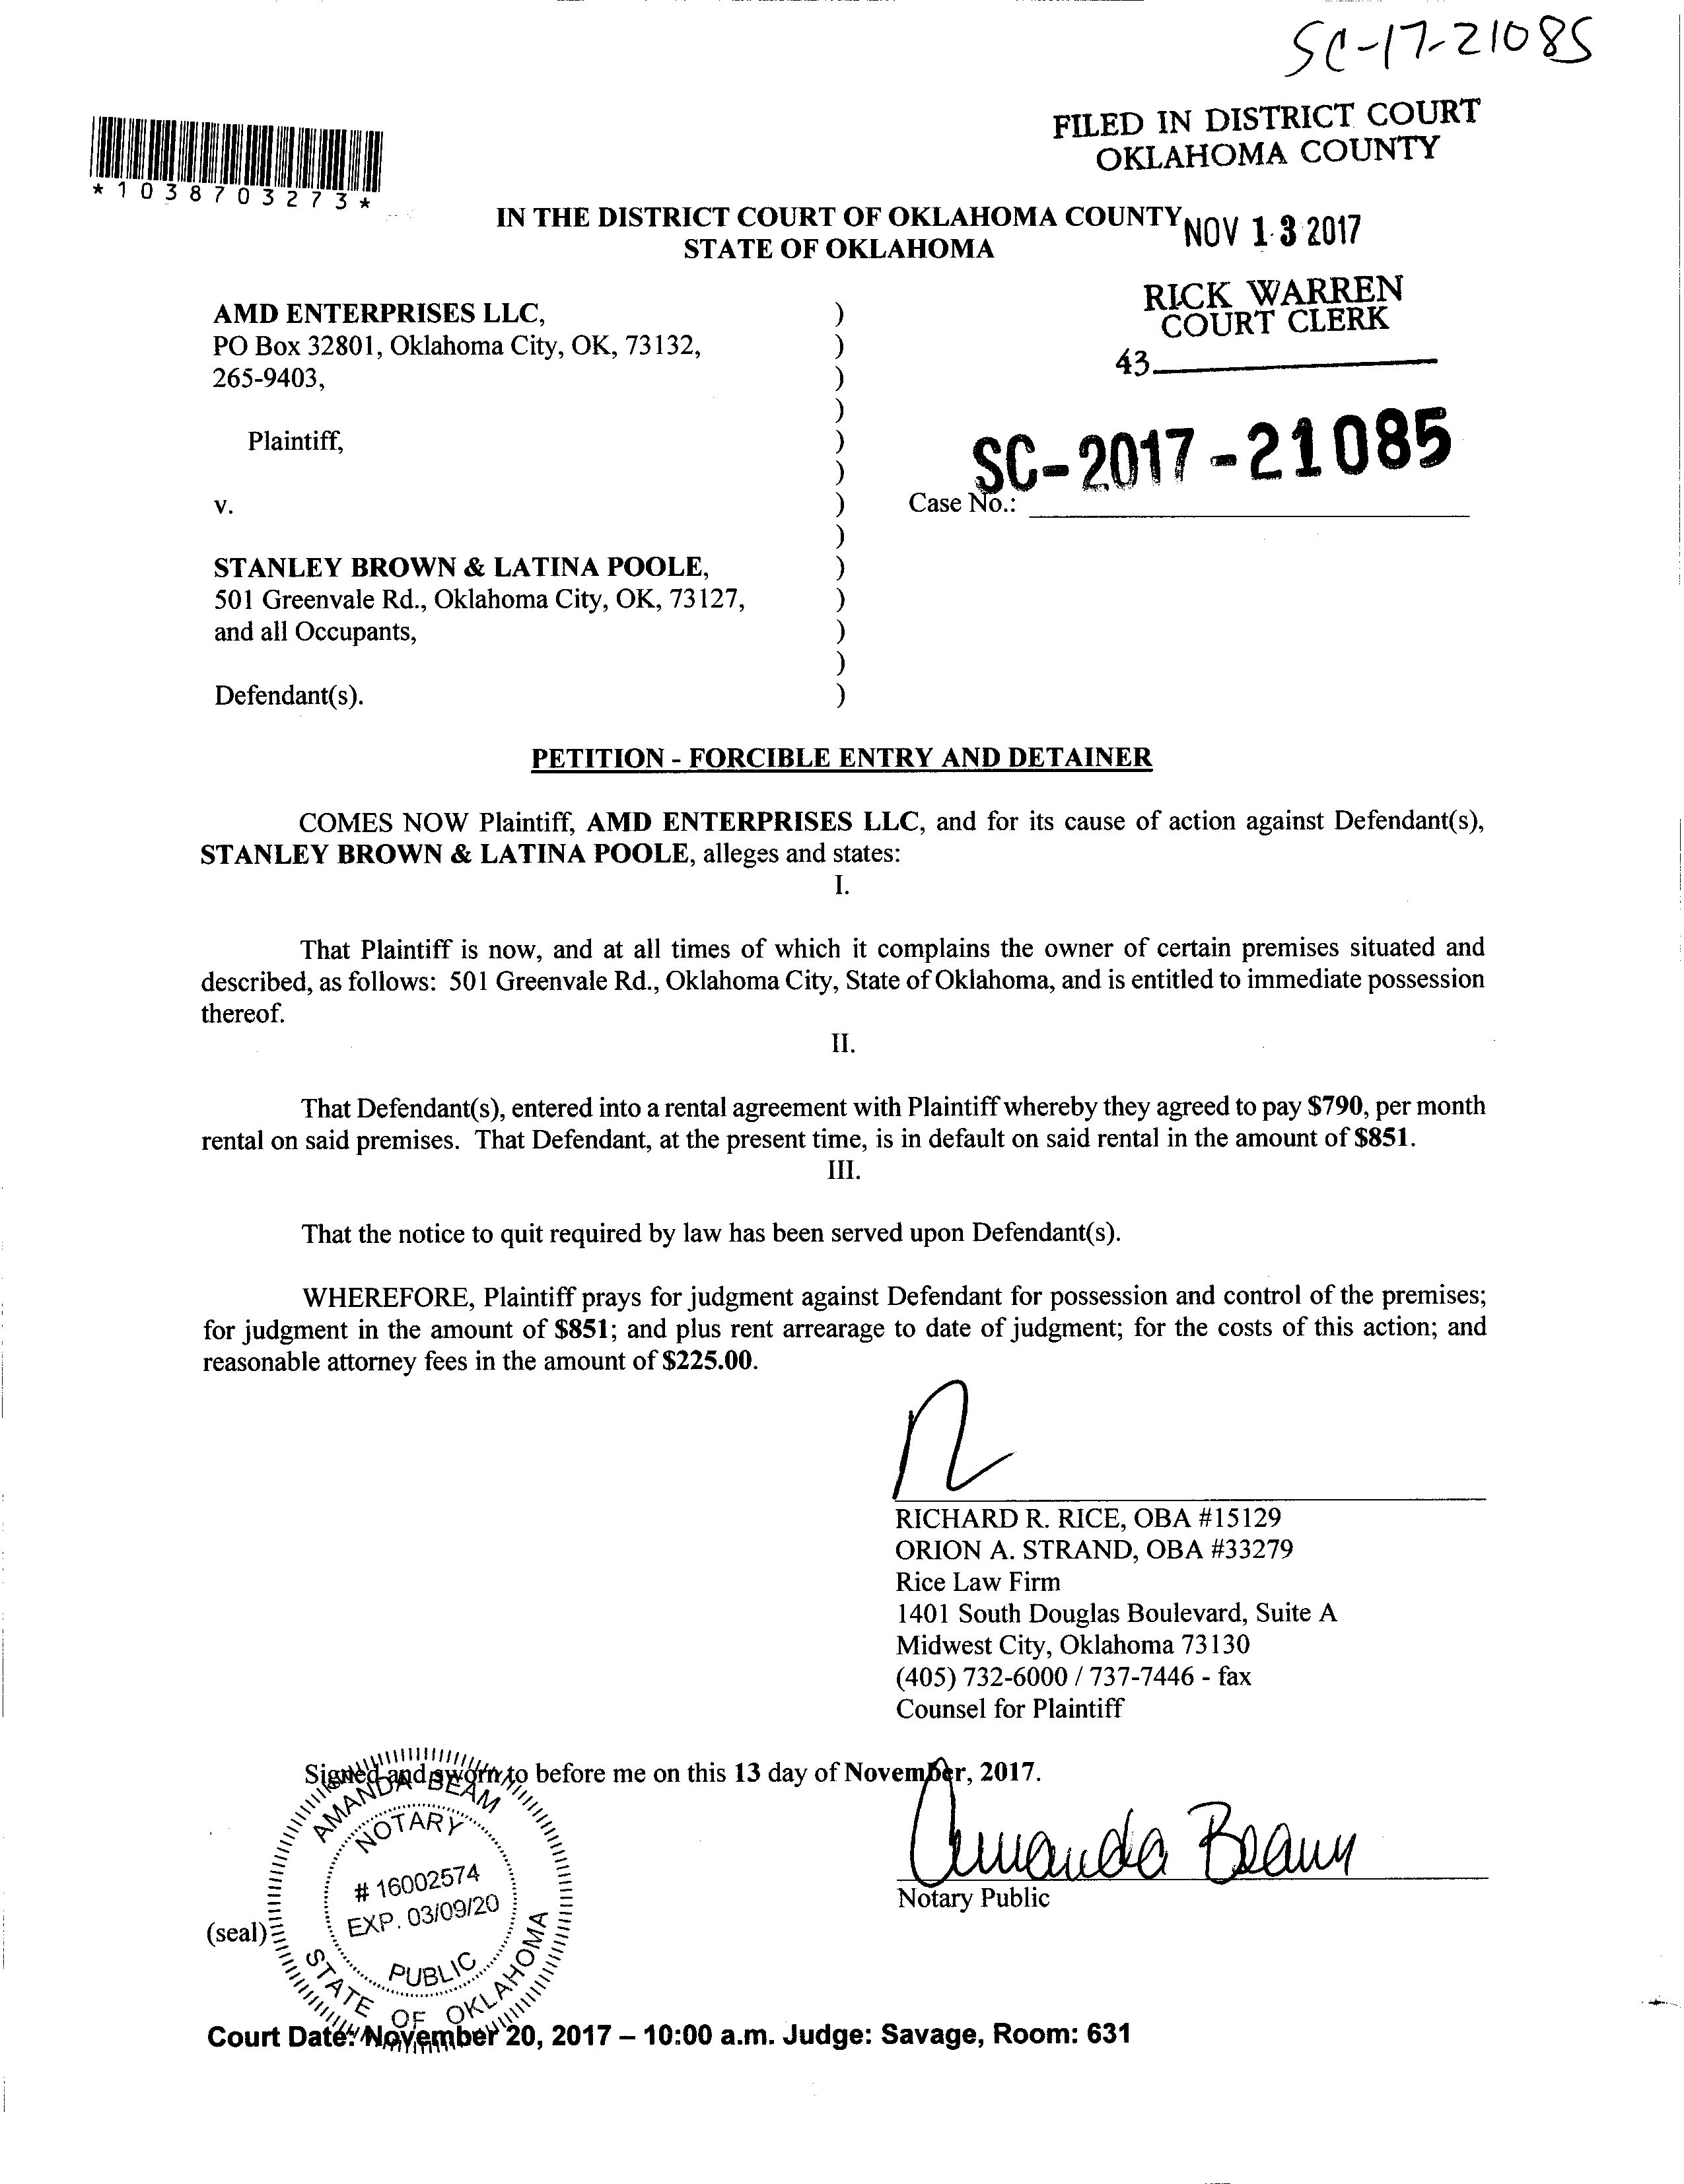 SC-17-21085
FILED IN DISTRICT COURT
OKLAHOMA COUNTY
*1038703273*
IN THE DISTRICT COURT OF OKLAHOMA COUNTY
STATE OF OKLAHOMA
NOV 13 2017
RICK WARREN
COURT CLERK
43
AMD ENTERPRISES LLC, )
PO Box 32801, Oklahoma City, OK, 73132, )
265-9403, )
)
Plaintiff, )
)
SC-2017-21085
v. ) Case No.:
)
STANLEY BROWN & LATINA POOLE, )
501 Greenvale Rd., Oklahoma City, OK, 73127, )
and all Occupants, )
)
Defendant(s). )
PETITION - FORCIBLE ENTRY AND DETAINER
COMES NOW Plaintiff, AMD ENTERPRISES LLC, and for its cause of action against Defendant(s),
STANLEY BROWN & LATINA POOLE, alleges and states:
I.
That Plaintiff is now, and at all times of which it complains the owner of certain premises situated and
described, as follows: 501 Greenvale Rd., Oklahoma City, State of Oklahoma, and is entitled to immediate possession
thereof.
II.
That Defendant(s), entered into a rental agreement with Plaintiff whereby they agreed to pay $790, per month
rental on said premises. That Defendant, at the present time, is in default on said rental in the amount of $851.
III.
That the notice to quit required by law has been served upon Defendant(s).
WHEREFORE, Plaintiff prays for judgment against Defendant for possession and control of the premises;
for judgment in the amount of $851; and plus rent arrearage to date of judgment; for the costs of this action; and
reasonable attorney fees in the amount of $225.00.
RICHARD R. RICE, OBA #15129
ORION A. STRAND, OBA #33279
Rice Law Firm
1401 South Douglas Boulevard, Suite A
Midwest City, Oklahoma 73130
(405) 732-6000 / 737-7446 - fax
Counsel for Plaintiff
Signed and sworn to before me on this 13 day of November, 2017.
AMANDA BEAM
NOTARY
# 16002574
EXP. 03/09/20
PUBLIC
STATE OF OKLAHOMA
Amanda Beam
Notary Public
(seal)
Court Date: November 20, 2017 – 10:00 a.m. Judge: Savage, Room: 631